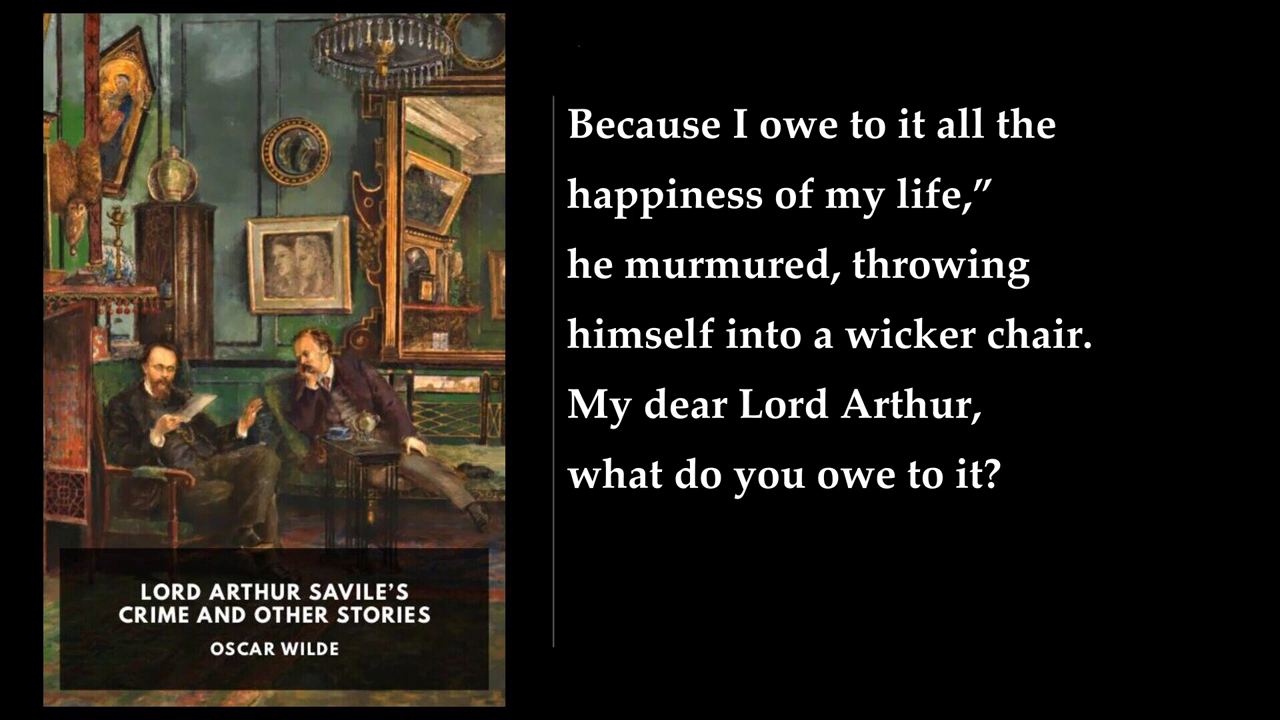 Because I owe to it all the
happiness of my life,”
he murmured, throwing
himself into a wicker chair.
My dear Lord Arthur,
what do you owe to it?
LORD ARTHUR SAVILE’S
CRIME AND OTHER STORIES
OSCAR WILDE